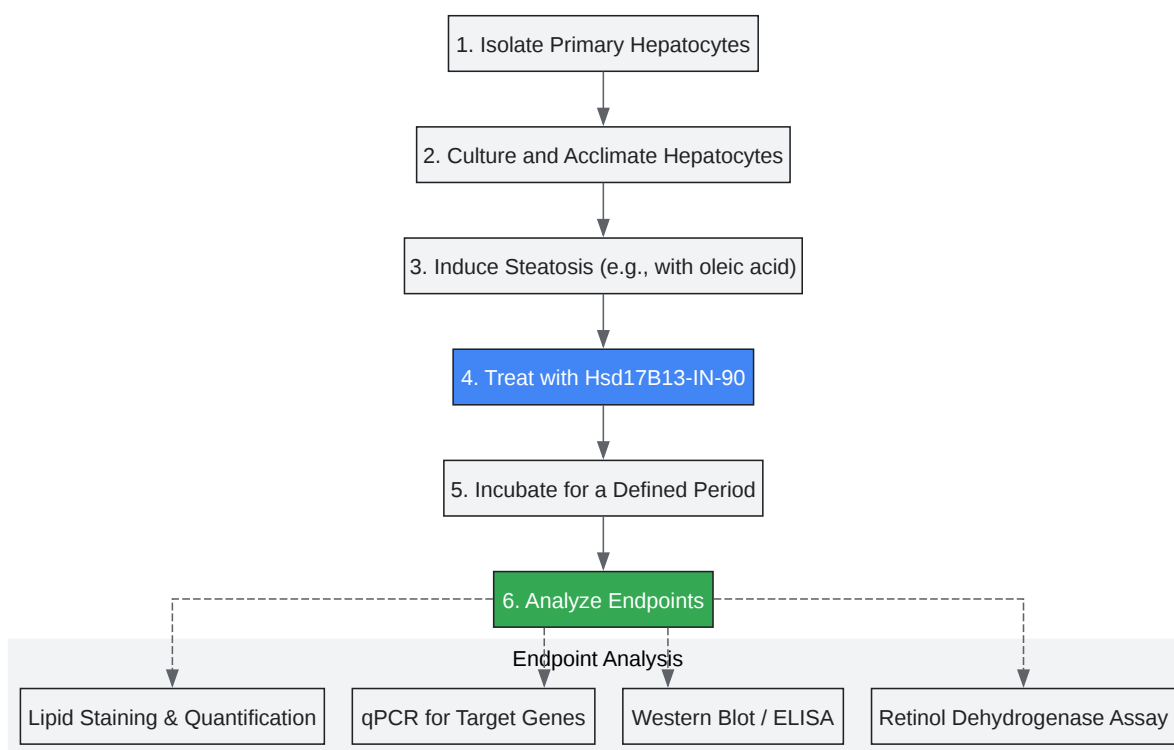 1. Isolate Primary Hepatocytes
2. Culture and Acclimate Hepatocytes
3. Induce Steatosis (e.g., with oleic acid)
4. Treat with Hsd17B13-IN-90
5. Incubate for a Defined Period
6. Analyze Endpoints
Endpoint Analysis
Lipid Staining & Quantification
qPCR for Target Genes
Western Blot / ELISA
Retinol Dehydrogenase Assay